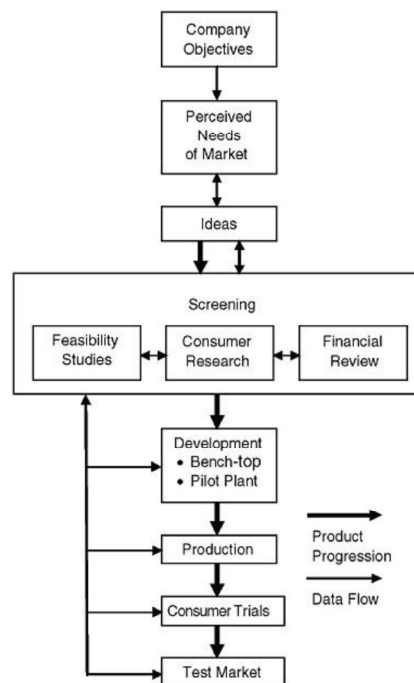 Company
Objectives
Perceived
Needs
of Market
Ideas
Screening
Feasibility
Studies
Consumer
Research
Financial
Review
Development
• Bench-top
• Pilot Plant
Production
Consumer Trials
Test Market
Product
Progression
Data Flow